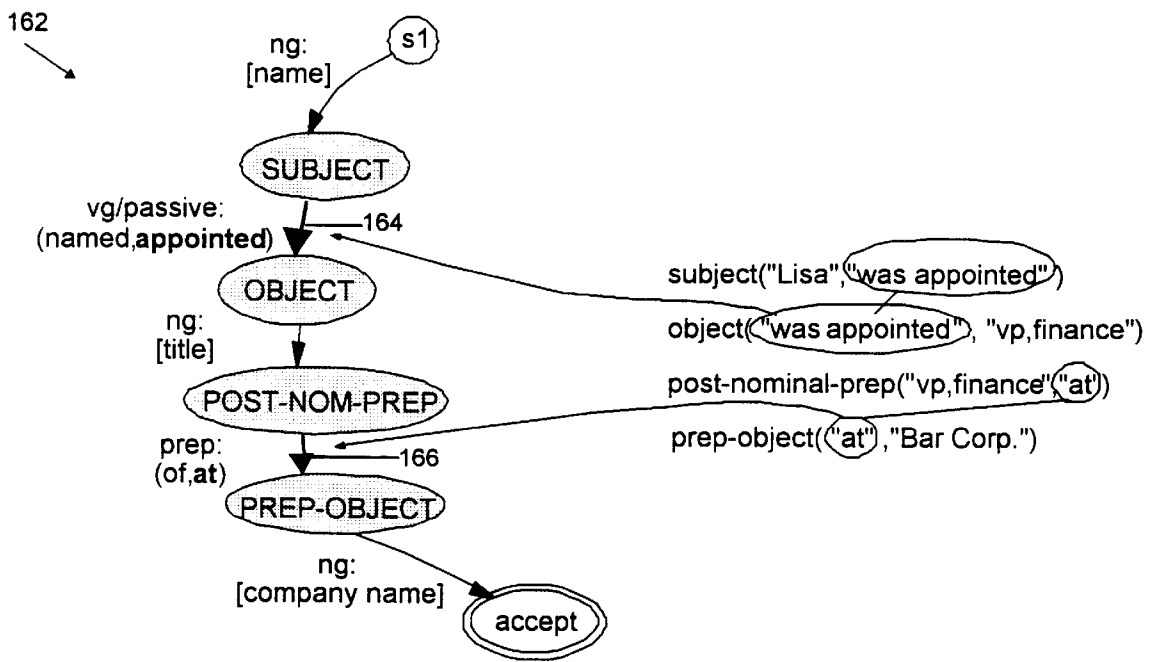 162
s1
ng:
[name]
SUBJECT
vg/passive:
(named,appointed)
164
OBJECT
subject("Lisa","was appointed")
object("was appointed", "vp,finance")
ng:
[title]
POST-NOM-PREP
post-nominal-prep("vp,finance","at")
prep-object("at","Bar Corp.")
prep:
(of,at)
166
PREP-OBJECT
ng:
[company name]
accept